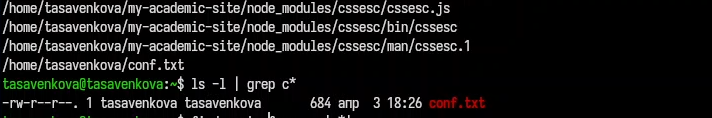 /home/tasavenkova/my-academic-site/node_modules/cssesc/cssesc.js
/home/tasavenkova/my-academic-site/node_modules/cssesc/bin/cssesc
/home/tasavenkova/my-academic-site/node_modules/cssesc/man/cssesc.1
/home/tasavenkova/conf.txt
tasavenkova@tasavenkova:~$ ls -l | grep c*
-rw-r--r--. 1 tasavenkova tasavenkova 684 апр 3 18:26 conf.txt